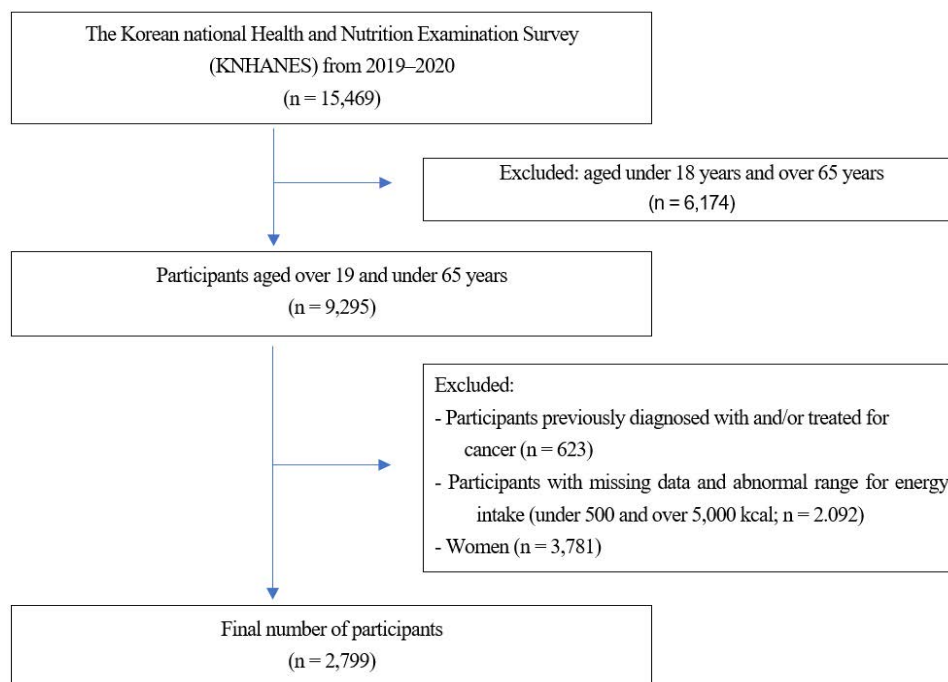 The Korean national Health and Nutrition Examination Survey
(KNHANES) from 2019–2020
(n = 15,469)
Excluded: aged under 18 years and over 65 years
(n = 6,174)
Participants aged over 19 and under 65 years
(n = 9,295)
Excluded:
- Participants previously diagnosed with and/or treated for
cancer (n = 623)
- Participants with missing data and abnormal range for energy
intake (under 500 and over 5,000 kcal; n = 2.092)
- Women (n = 3,781)
Final number of participants
(n = 2,799)